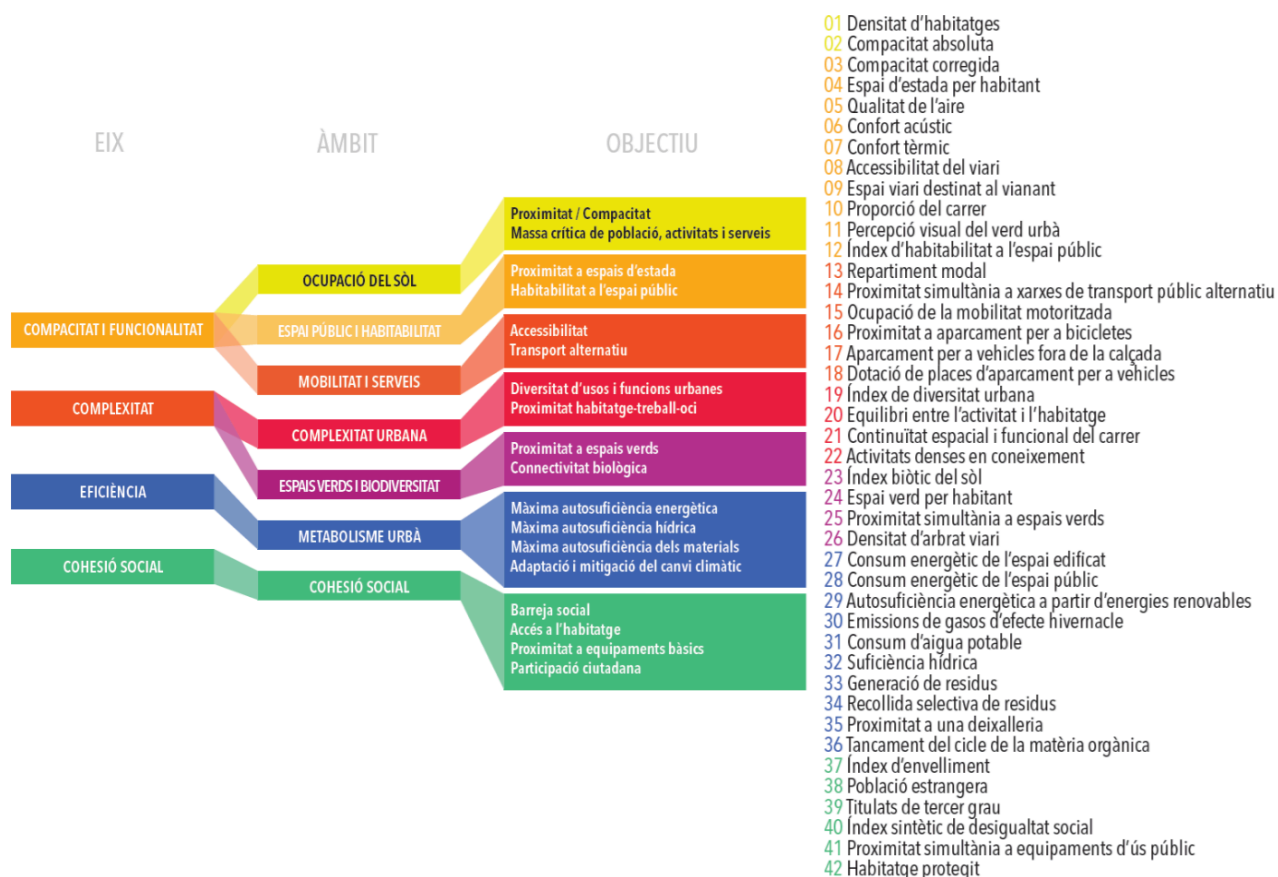 EIX
ÀMBIT
OBJECTIU
COMPACITAT I FUNCIONALITAT
COMPLEXITAT
EFICIÈNCIA
COHESIÓ SOCIAL
OCUPACIÓ DEL SÒL
ESPAI PÚBLIC I HABITABILITAT
MOBILITAT I SERVEIS
COMPLEXITAT URBANA
ESPAIS VERDS I BIODIVERSITAT
METABOLISME URBÀ
COHESIÓ SOCIAL
Proximitat / Compacitat
Massa crítica de població, activitats i serveis
Proximitat a espais d'estada
Habitabilitat a l'espai públic
Accessibilitat
Transport alternatiu
Diversitat d'usos i funcions urbanes
Proximitat habitatge-treball-oci
Proximitat a espais verds
Connectivitat biològica
Màxima autosuficiència energètica
Màxima autosuficiència hídrica
Màxima autosuficiència dels materials
Adaptació i mitigació del canvi climàtic
Barreja social
Accés a l'habitatge
Proximitat a equipaments bàsics
Participació ciutadana
01 Densitat d'habitatges
02 Compacitat absoluta
03 Compacitat corregida
04 Espai d'estada per habitant
05 Qualitat de l'aire
06 Confort acústic
07 Confort tèrmic
08 Accessibilitat del viari
09 Espai viari destinat al vianant
10 Proporció del carrer
11 Percepció visual del verd urbà
12 Índex d'habitabilitat a l'espai públic
13 Repartiment modal
14 Proximitat simultània a xarxes de transport públic alternatiu
15 Ocupació de la mobilitat motoritzada
16 Proximitat a aparcament per a bicicletes
17 Aparcament per a vehicles fora de la calçada
18 Dotació de places d'aparcament per a vehicles
19 Índex de diversitat urbana
20 Equilibri entre l'activitat i l'habitatge
21 Continuïtat espacial i funcional del carrer
22 Activitats denses en coneixement
23 Índex biòtic del sòl
24 Espai verd per habitant
25 Proximitat simultània a espais verds
26 Densitat d'arbrat viari
27 Consum energètic de l'espai edificat
28 Consum energètic de l'espai públic
29 Autosuficiència energètica a partir d'energies renovables
30 Emissions de gasos d'efecte hivernacle
31 Consum d'aigua potable
32 Suficiència hídrica
33 Generació de residus
34 Recollida selectiva de residus
35 Proximitat a una deixalleria
36 Tancament del cicle de la matèria orgànica
37 Índex d'envelliment
38 Població estrangera
39 Titulats de tercer grau
40 Índex sintètic de desigualtat social
41 Proximitat simultània a equipaments d'ús públic
42 Habitatge protegit